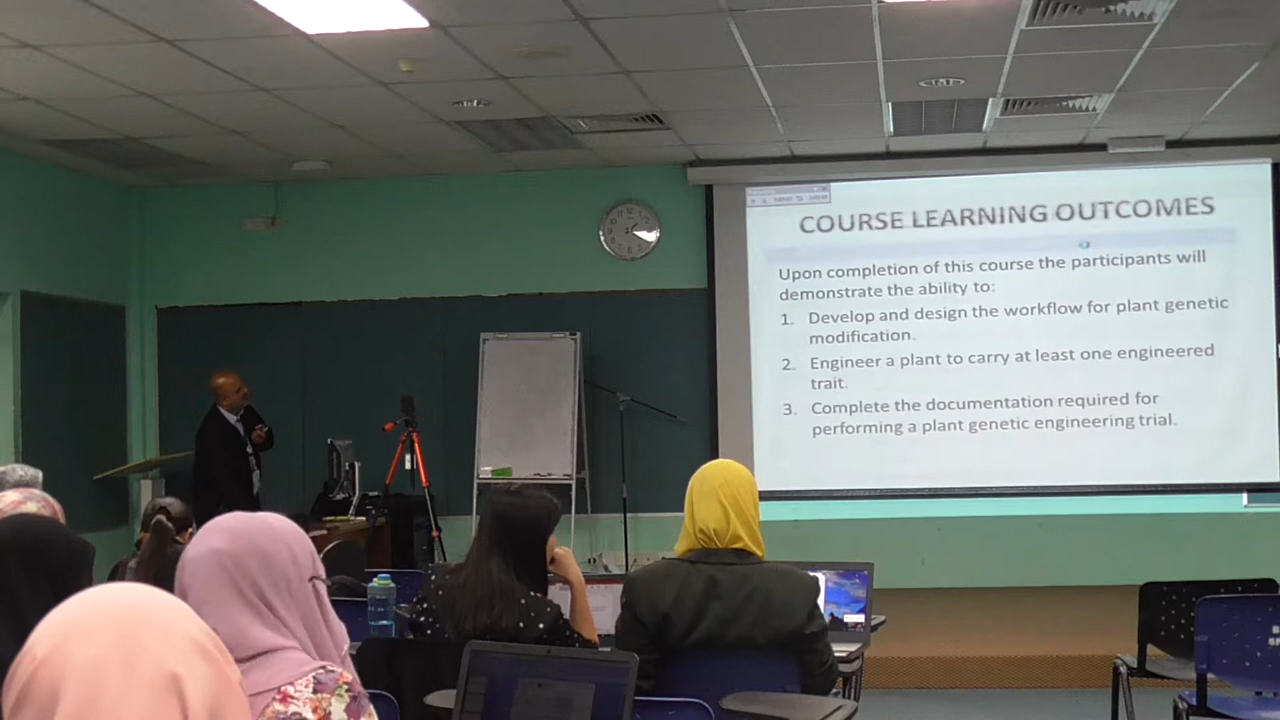 COURSE LEARNING OUTCOMES
Upon completion of this course the participants will
demonstrate the ability to:
1. Develop and design the workflow for plant genetic
modification.
2. Engineer a plant to carry at least one engineered
trait.
3. Complete the documentation required for
performing a plant genetic engineering trial.